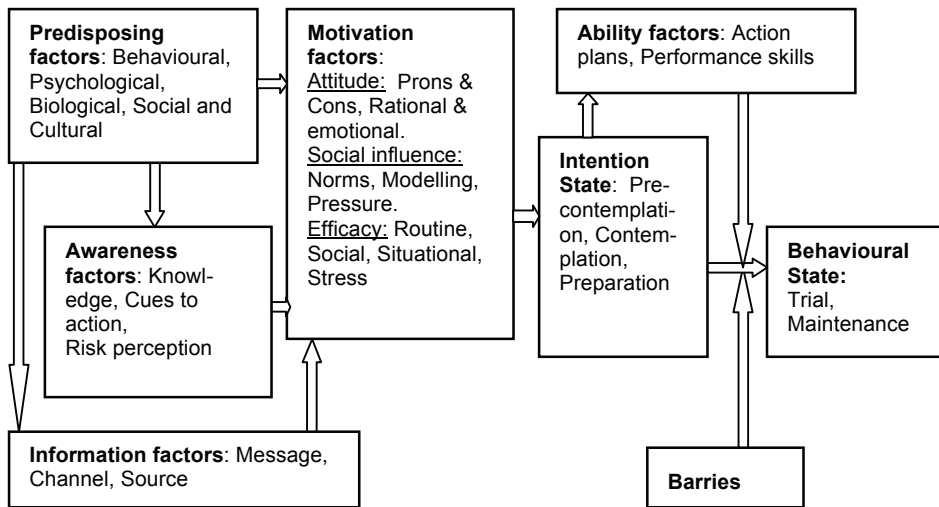 Predisposing
factors: Behavioural,
Psychological,
Biological, Social and
Cultural
Motivation
factors:
Attitude: Prons &
Cons, Rational &
emotional.
Social influence:
Norms, Modelling,
Pressure.
Efficacy: Routine,
Social, Situational,
Stress
Ability factors: Action
plans, Performance skills
Intention
State: Pre-
contemplati-
on, Contem-
plation,
Preparation
Awareness
factors: Knowl-
edge, Cues to
action,
Risk perception
Behavioural
State:
Trial,
Maintenance
Information factors: Message,
Channel, Source
Barries